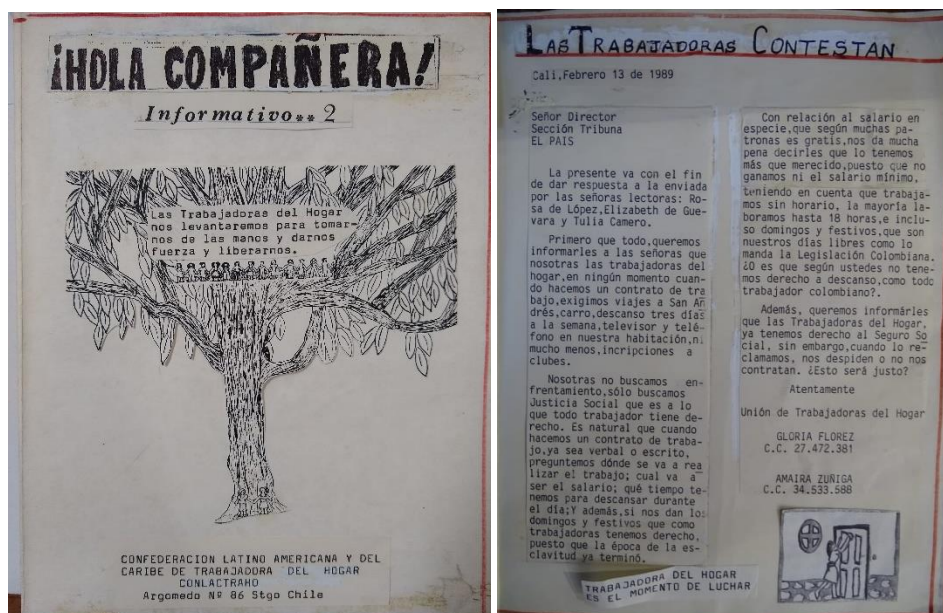 ¡HOLA COMPAÑERA!
Informativo** 2
Las Trabajadoras del Hogar
nos levantaremos para tomar-
nos de las manos y darnos
fuerza y liberarnos.
CONFEDERACION LATINO AMERICANA Y DEL
CARIBE DE TRABAJADORA DEL HOGAR
CONLACTRAHO
Argomedo Nº 86 Stgo Chile
LAS TRABAJADORAS CONTESTAN
Cali,Febrero 13 de 1989
Señor Director
Sección Tribuna
EL PAIS
La presente va con el fin
de dar respuesta a la enviada
por las señoras lectoras: Ro-
sa de López,Elizabeth de Gue-
vara y Tulia Camero.
Primero que todo,queremos
informarles a las señoras que
nosotras las trabajadoras del
hogar,en ningún momento cuan-
do hacemos un contrato de tra
bajo,exigimos viajes a San An
drés,carro,descanso tres días
a la semana,televisor y telé-
fono en nuestra habitación,ni
mucho menos,incripciones a
clubes.
Nosotras no buscamos en-
frentamiento,sólo buscamos
Justicia Social que es a lo
que todo trabajador tiene de-
recho. Es natural que cuando
hacemos un contrato de traba-
jo,ya sea verbal o escrito,
preguntemos dónde se va a rea
lizar el trabajo; cual va a
ser el salario; qué tiempo te-
nemos para descansar durante
el día;Y además,si nos dan los
domingos y festivos que como
trabajadoras tenemos derecho,
puesto que la época de la es-
clavitud ya terminó.
TRABAJADORA DEL HOGAR
ES EL MOMENTO DE LUCHAR
Con relación al salario en
especie,que según muchas pa-
tronas es gratis,nos da mucha
pena decirles que lo tenemos
más que merecido,puesto que no
ganamos ni el salario mínimo,
teniendo en cuenta que trabaja-
mos sin horario, la mayoría la-
boramos hasta 18 horas,e inclu-
so domingos y festivos,que son
nuestros días libres como lo
manda la Legislación Colombiana.
¿O es que según ustedes no tene-
mos derecho a descanso,como todo
trabajador colombiano?.
Además, queremos informárles
que las Trabajadoras del Hogar,
ya tenemos derecho al Seguro So
cial, sin embargo,cuando lo re-
clamamos, nos despiden o no nos
contratan. ¿Esto será justo?
Atentamente
Unión de Trabajadoras del Hogar
GLORIA FLOREZ
C.C. 27.472.381
AMAIRA ZUÑIGA
C.C. 34.533.588